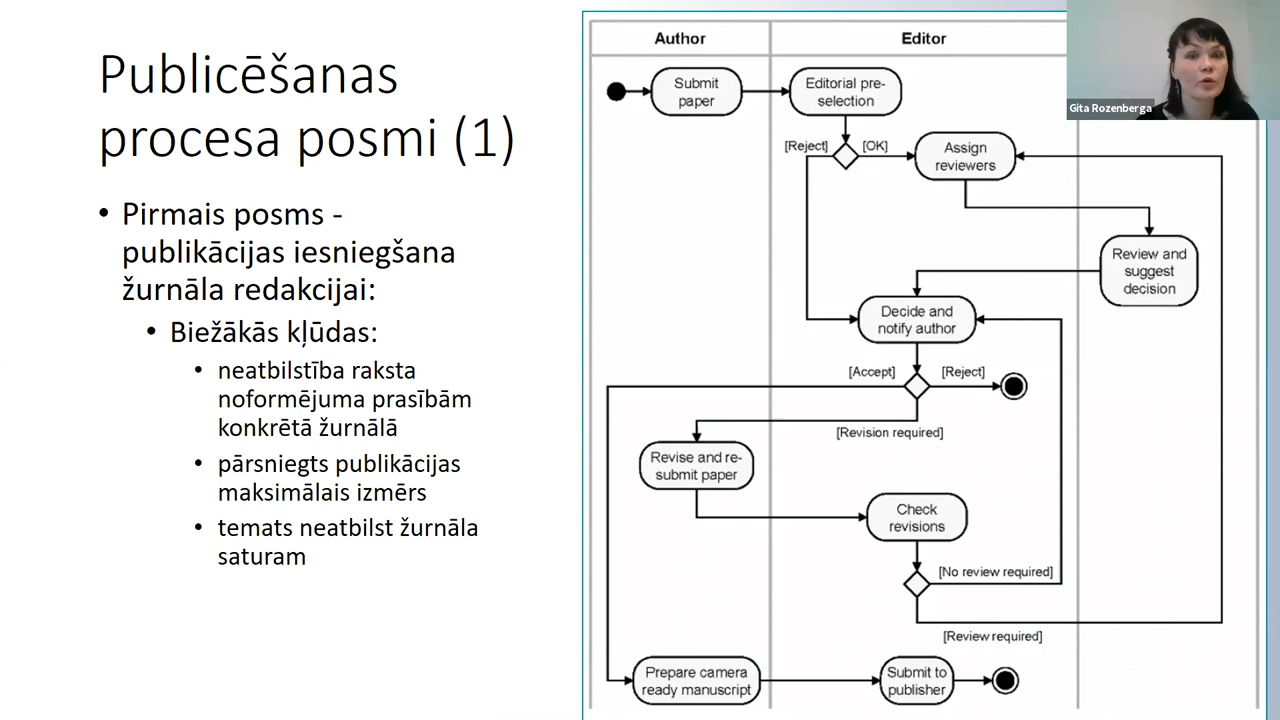 Publicēšanas
procesa posmi (1)
• Pirmais posms -
publikācijas iesniegšana
žurnāla redakcijai:
• Biežākās kļūdas:
• neatbilstība raksta
noformējuma prasībām
konkrētā žurnālā
• pārsniegts publikācijas
maksimālais izmērs
• temats neatbilst žurnāla
saturam
Author
Editor
Submit
paper
Editorial pre-
selection
[Reject]
[OK]
Assign
reviewers
Review and
suggest
decision
Decide and
notify author
[Accept]
[Reject]
[Revision required]
Revise and re-
submit paper
Check
revisions
[No review required]
[Review required]
Prepare camera
ready manuscript
Submit to
publisher
Gita Rozenberga